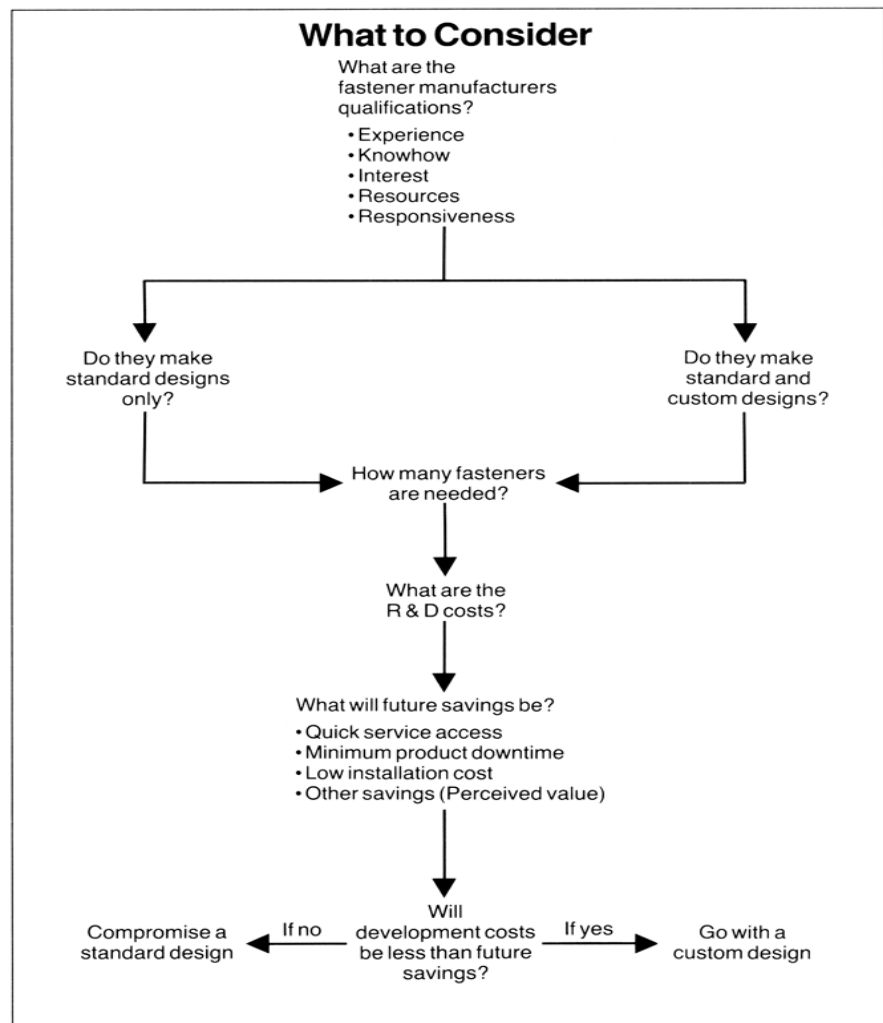 What to Consider
What are the
fastener manufacturers
qualifications?
• Experience
• Knowhow
• Interest
• Resources
• Responsiveness
Do they make
standard designs
only?
Do they make
standard and
custom designs?
How many fasteners
are needed?
What are the
R & D costs?
What will future savings be?
• Quick service access
• Minimum product downtime
• Low installation cost
• Other savings (Perceived value)
Compromise a
standard design
If no
Will
development costs
be less than future
savings?
If yes
Go with a
custom design